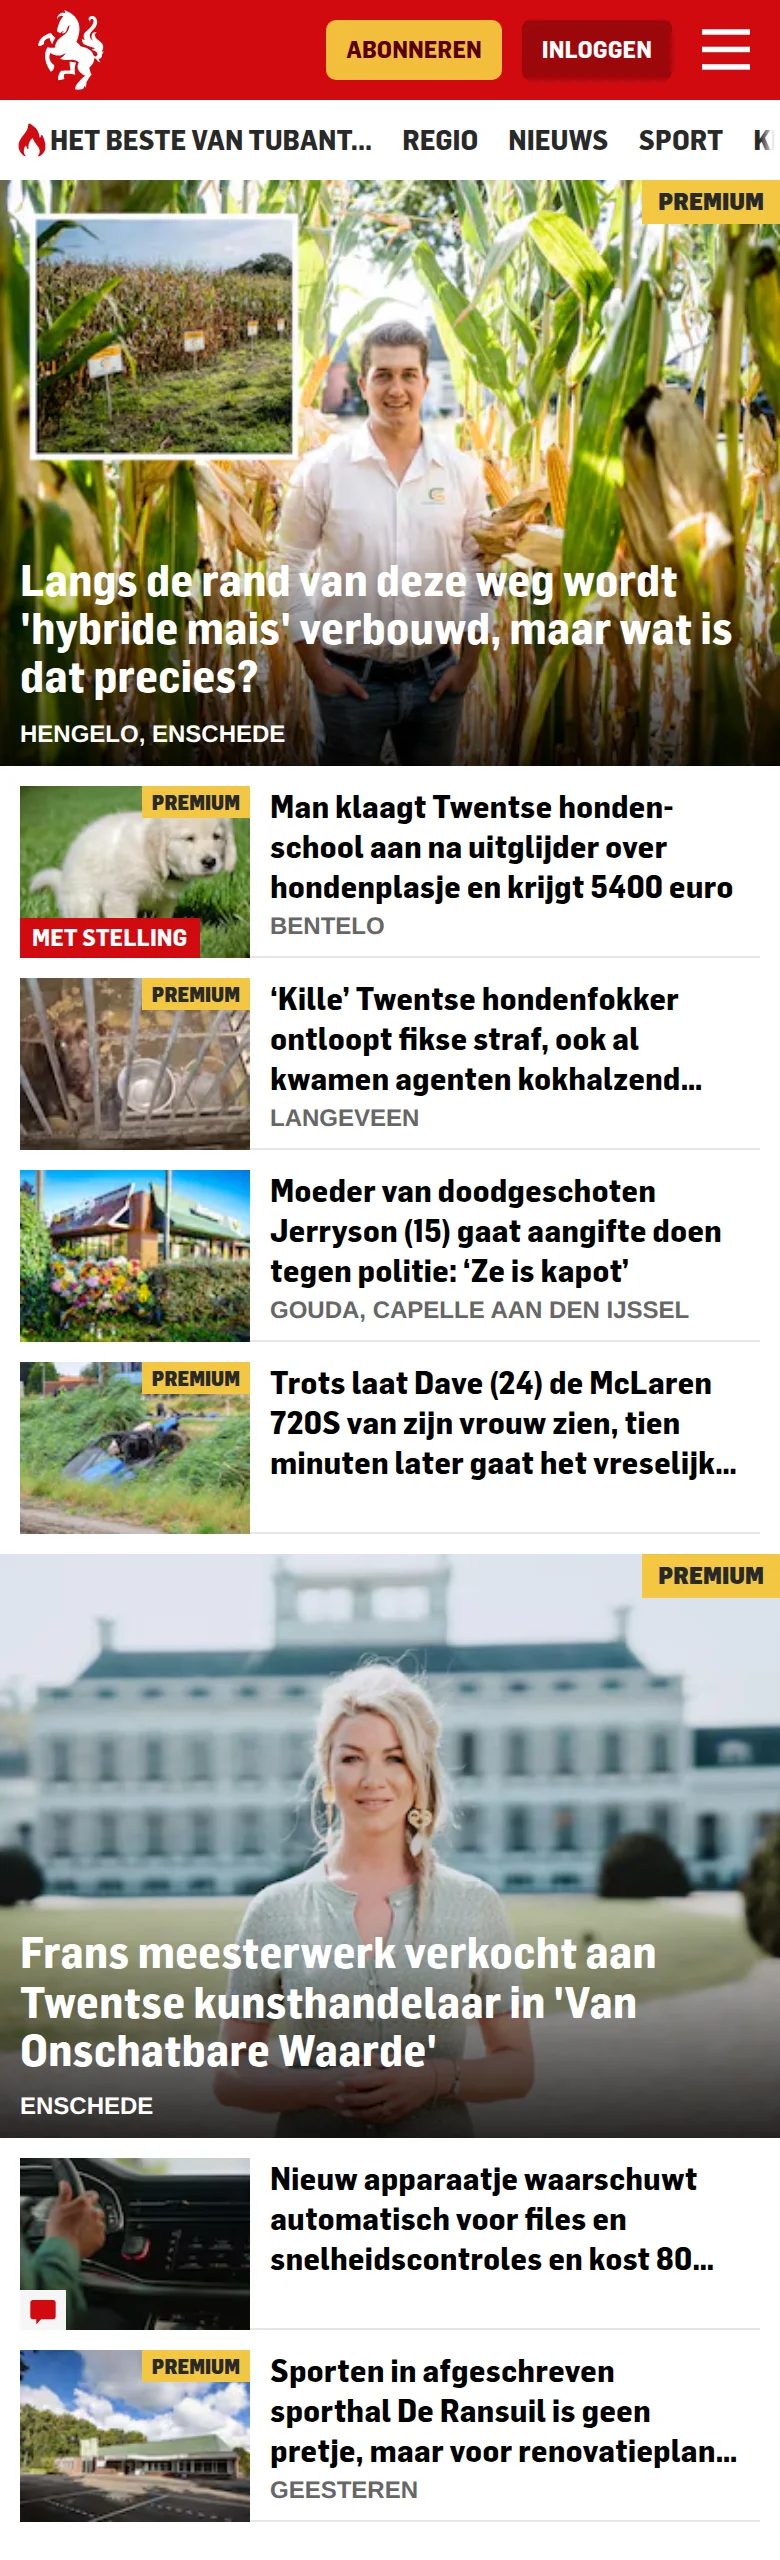 ABONNEREN
INLOGGEN
HET BESTE VAN TUBANT... REGIO NIEUWS SPORT
PREMIUM
Langs de rand van deze weg wordt
'hybride mais' verbouwd, maar wat is
dat precies?
HENGELO, ENSCHEDE
PREMIUM
MET STELLING
Man klaagt Twentse honden-
school aan na uitglijder over
hondenplasje en krijgt 5400 euro
BENTELO
PREMIUM
‘Kille’ Twentse hondenfokker
ontloopt fikse straf, ook al
kwamen agenten kokhalzend...
LANGEVEEN
Moeder van doodgeschoten
Jerryson (15) gaat aangifte doen
tegen politie: ‘Ze is kapot’
GOUDA, CAPELLE AAN DEN IJSSEL
PREMIUM
Trots laat Dave (24) de McLaren
720S van zijn vrouw zien, tien
minuten later gaat het vreselijk...
PREMIUM
Frans meesterwerk verkocht aan
Twentse kunsthandelaar in 'Van
Onschatbare Waarde'
ENSCHEDE
Nieuw apparaatje waarschuwt
automatisch voor files en
snelheidscontroles en kost 80...
PREMIUM
Sporten in afgeschreven
sporthal De Ransuil is geen
pretje, maar voor renovatieplan...
GEESTEREN